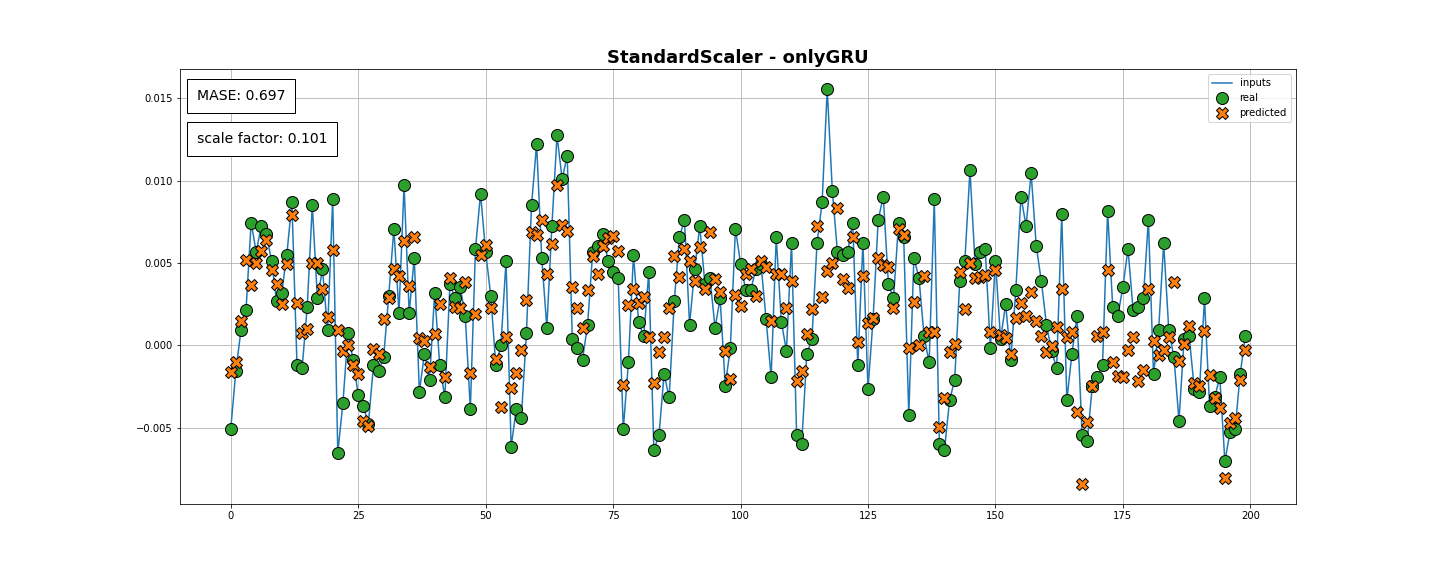 StandardScaler - onlyGRU
MASE: 0.697
scale factor: 0.101
inputs
real
predicted
0.015
0.010
0.005
0.000
−0.005
0 25 50 75 100 125 150 175 200